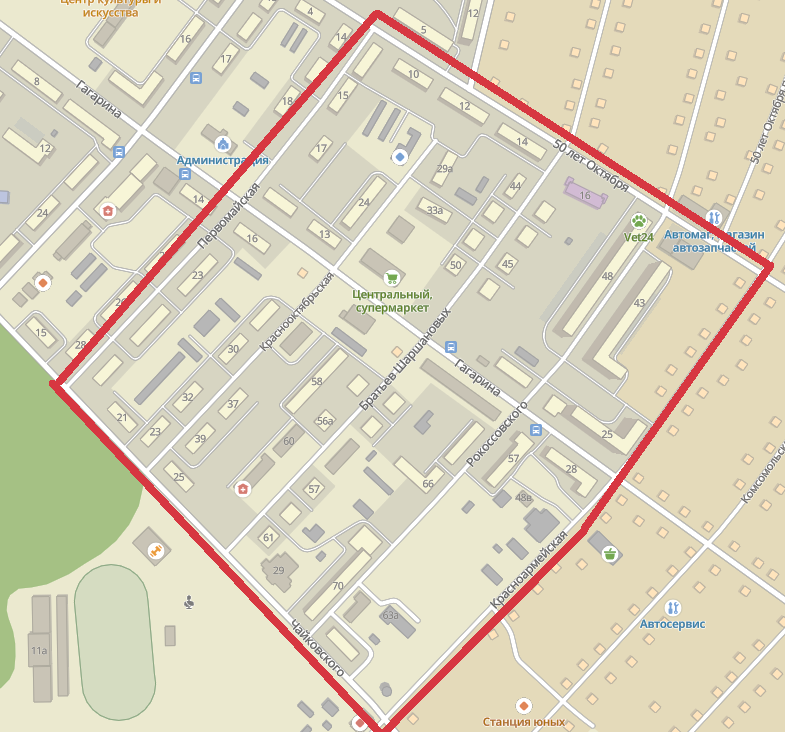 Центр культуры и
искусства
4
14
5
12
16
17
10
8
Гагарина
18
15
12
14
12
17
50 лет Октября
50 лет Октября
Администрация
29а
44
16
14
24
33а
24
Первомайская
16
13
Vet24
Автомагазин
автозапчастей
50
45
23
48
43
Центральный,
супермаркет
Краснооктябрьская
15
28
30
Братьев Шаршановых
Гагарина
58
32
37
21
23
39
56а
60
Рокоссовского
25
25
57
28
66
57
48в
Комсомольская
61
29
Красноармейская
70
63а
11а
Чайковского
Автосервис
Станция юных